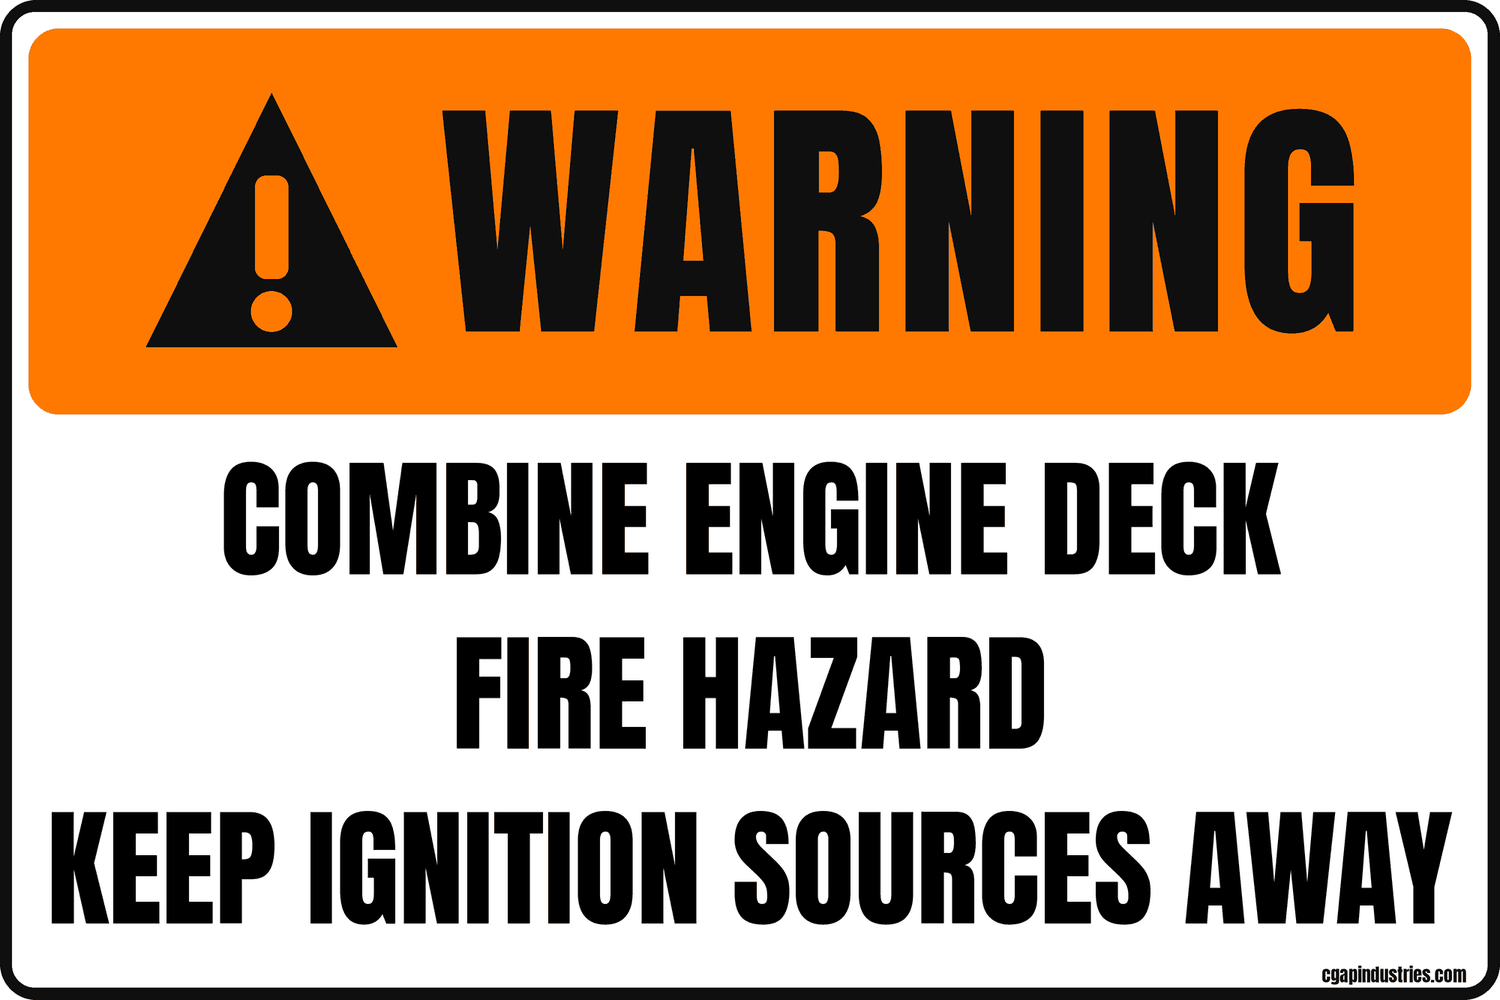 WARNING
COMBINE ENGINE DECK
FIRE HAZARD
KEEP IGNITION SOURCES AWAY
cgapindustries.com